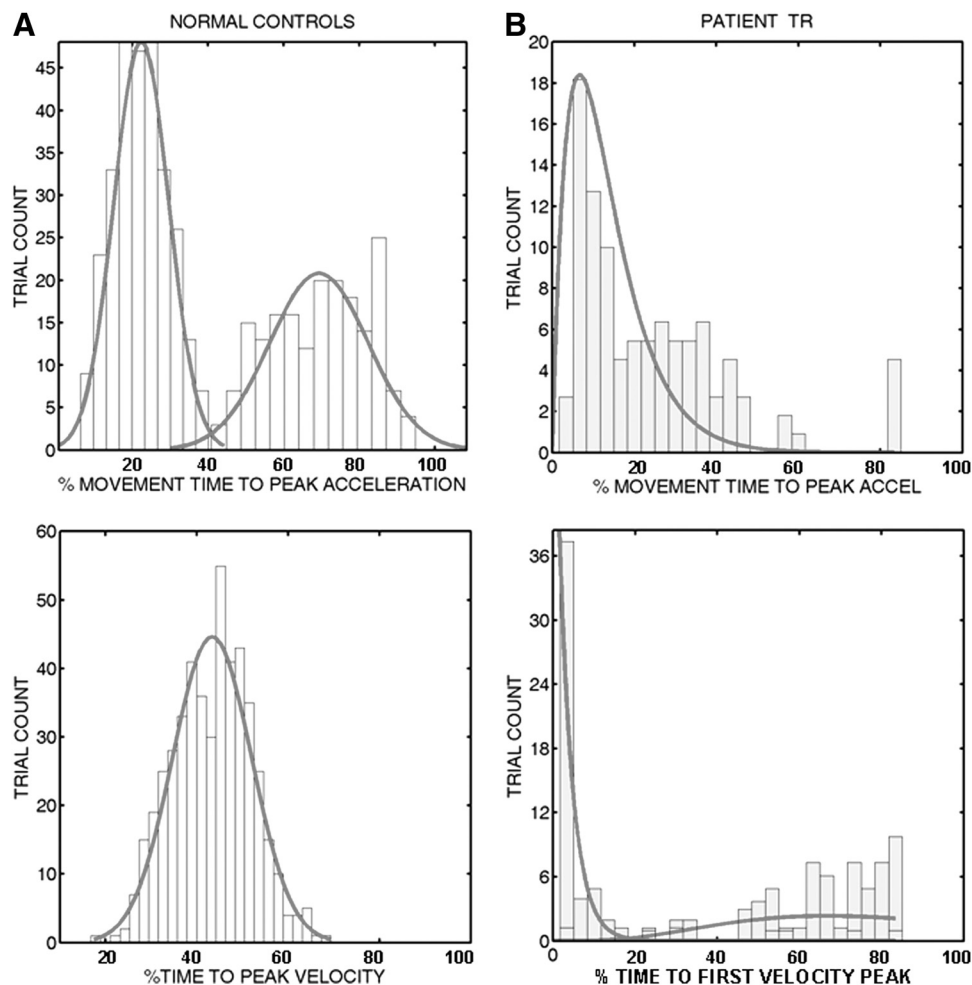 A
NORMAL CONTROLS
45
40
35
30
25
20
15
10
5
0
TRIAL COUNT
20 40 60 80 100
% MOVEMENT TIME TO PEAK ACCELERATION
B
PATIENT TR
20
18
16
14
12
10
8
6
4
2
0
TRIAL COUNT
0 20 40 60 80 100
% MOVEMENT TIME TO PEAK ACCEL
60
50
40
30
20
10
0
TRIAL COUNT
20 40 60 80 100
%TIME TO PEAK VELOCITY
36
30
24
18
12
6
0
TRIAL COUNT
0 20 40 60 80 100
% TIME TO FIRST VELOCITY PEAK